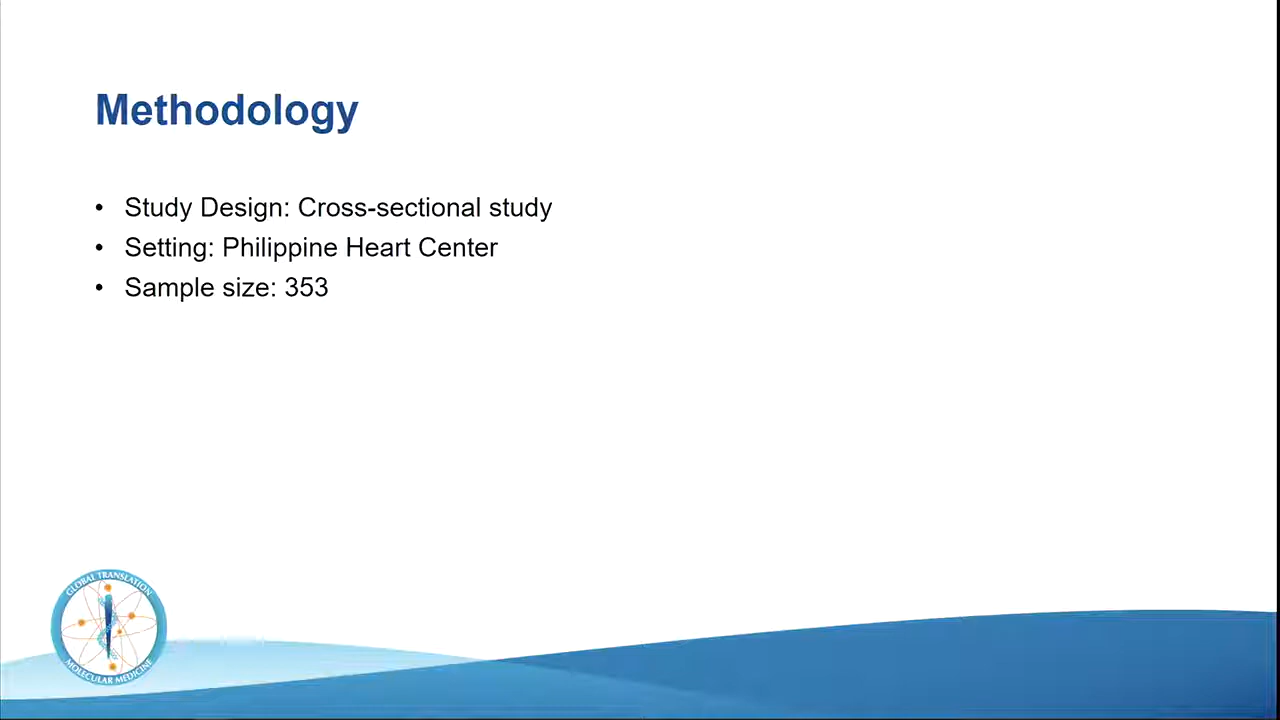 Methodology
• Study Design: Cross-sectional study
• Setting: Philippine Heart Center
• Sample size: 353
GLOBAL TRANSLATION
MOLECULAR MEDICINE